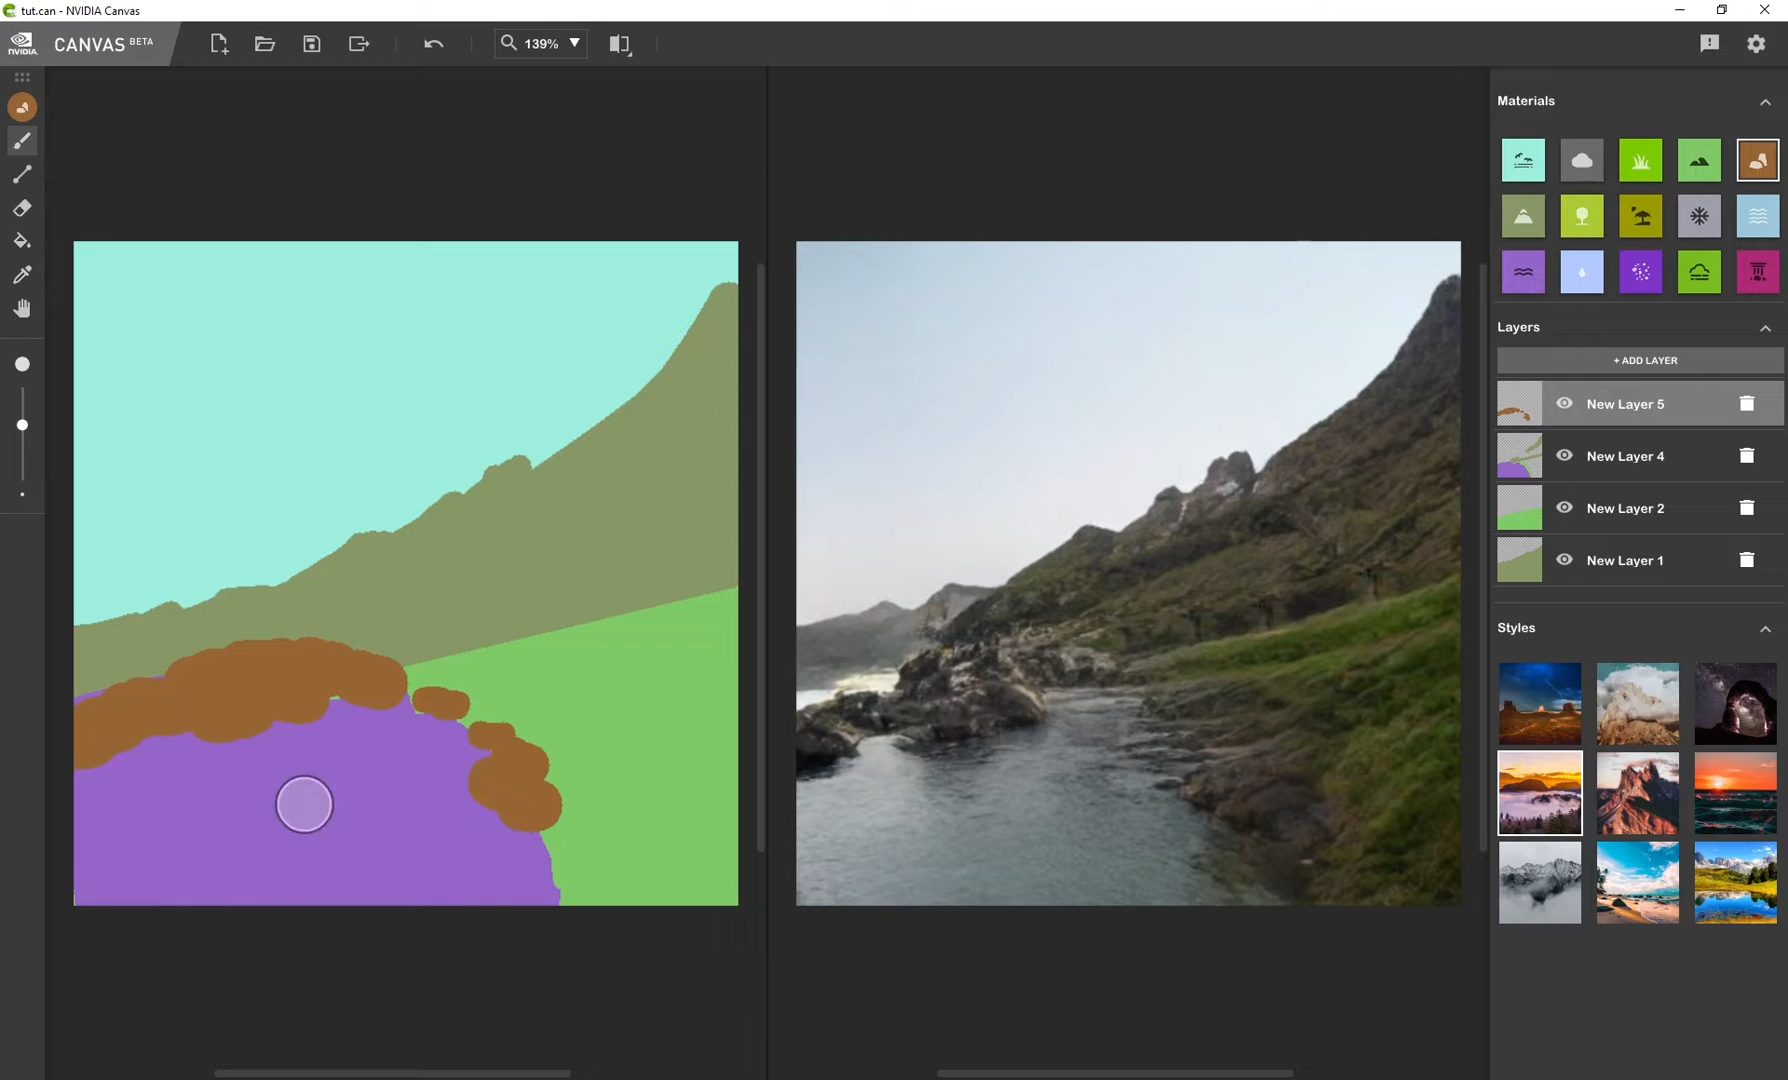 tut.can - NVIDIA Canvas
NVIDIA.
CANVAS BETA
139%
Materials
Layers
+ ADD LAYER
New Layer 5
New Layer 4
New Layer 2
New Layer 1
Styles